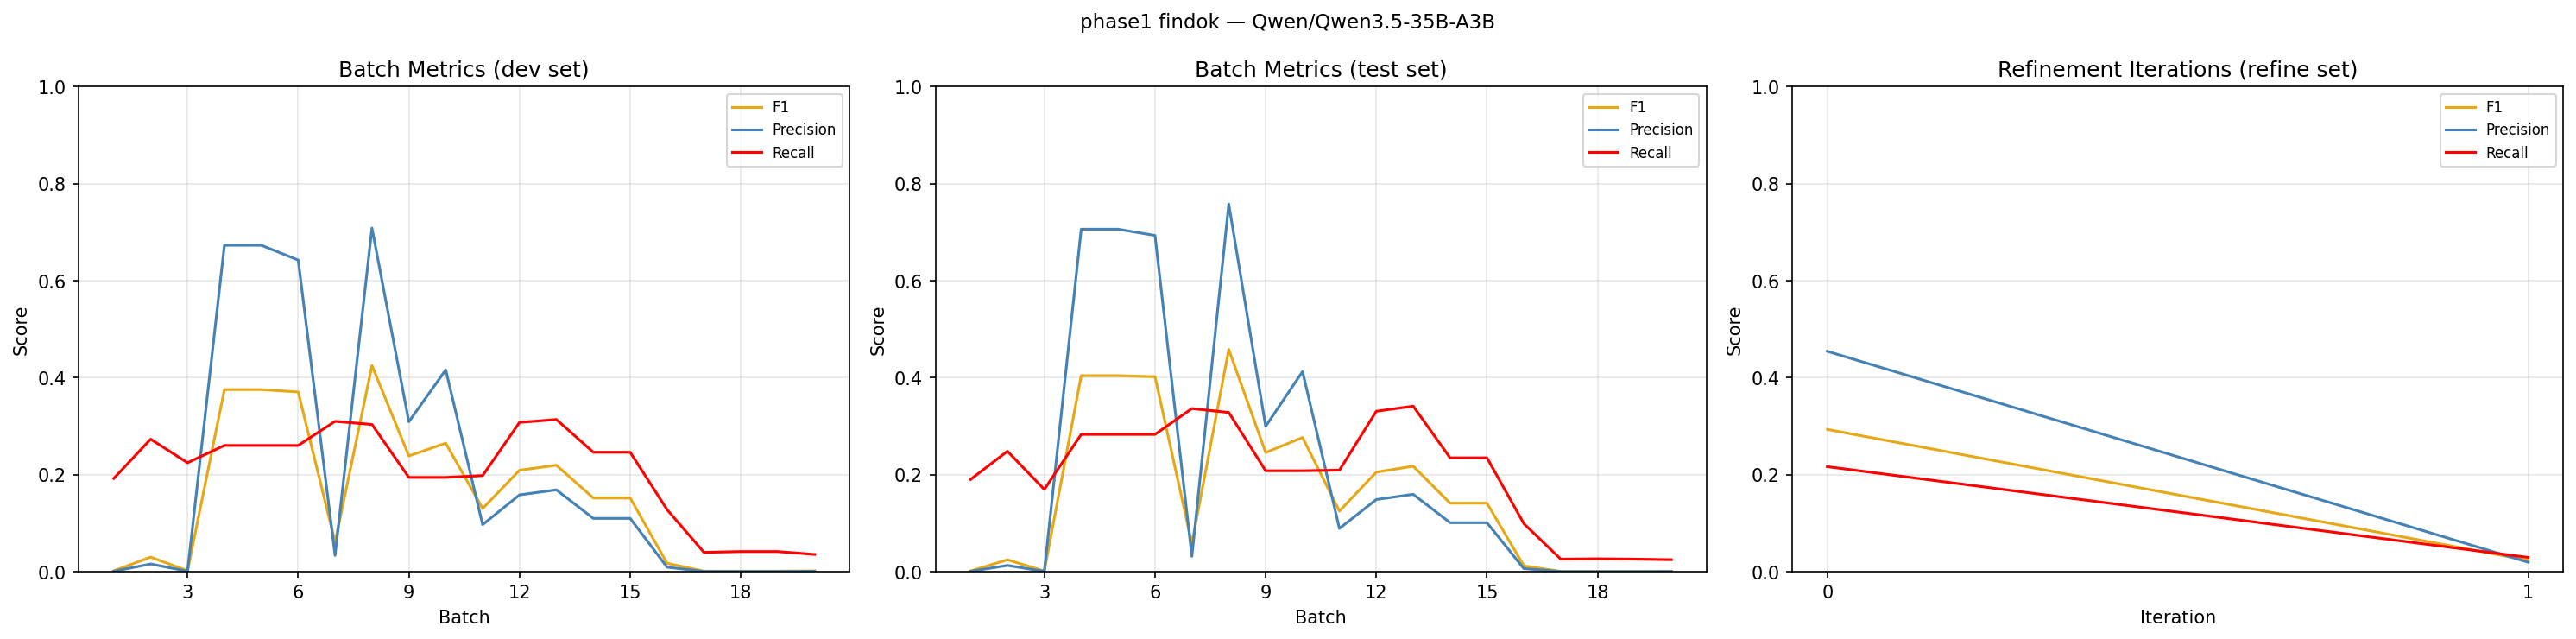 phase1 findok — Qwen/Qwen3.5-35B-A3B
Batch Metrics (dev set)
1.0
0.8
0.6
0.4
0.2
0.0
Score
3 6 9 12 15 18
Batch
F1
Precision
Recall
Batch Metrics (test set)
1.0
0.8
0.6
0.4
0.2
0.0
Score
3 6 9 12 15 18
Batch
F1
Precision
Recall
Refinement Iterations (refine set)
1.0
0.8
0.6
0.4
0.2
0.0
Score
0 1
Iteration
F1
Precision
Recall